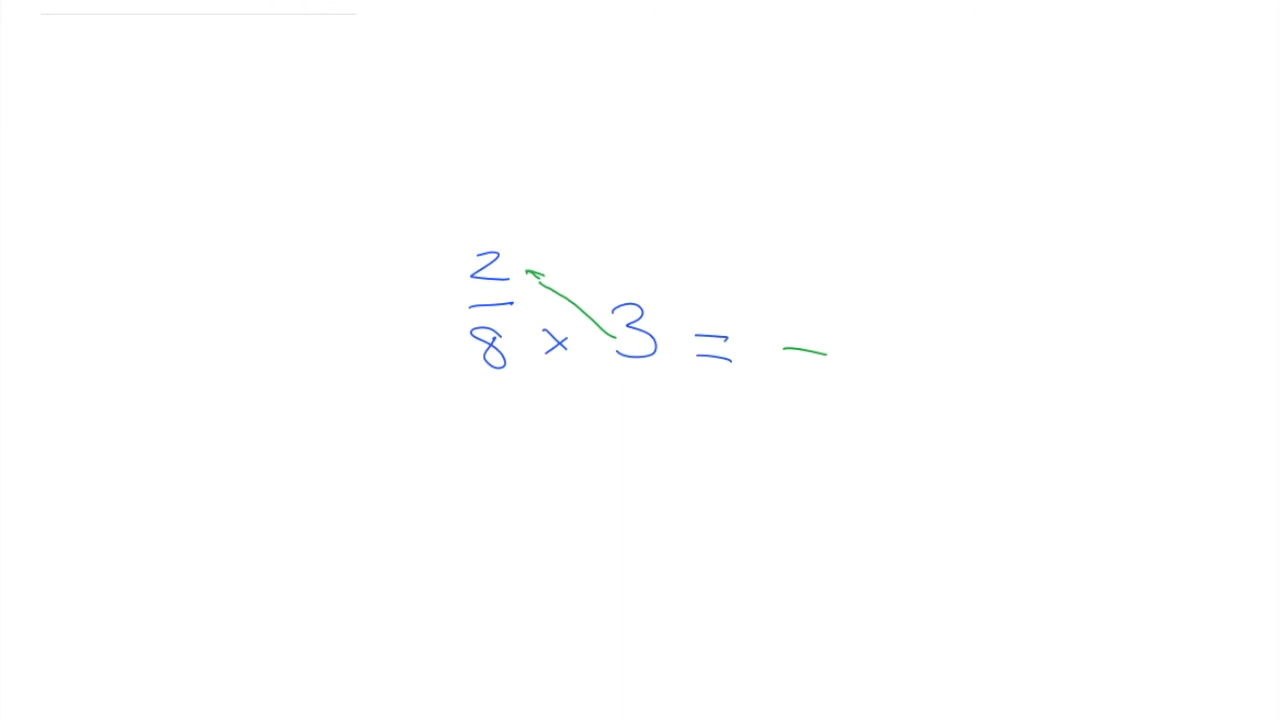 2/8 × 3 = —